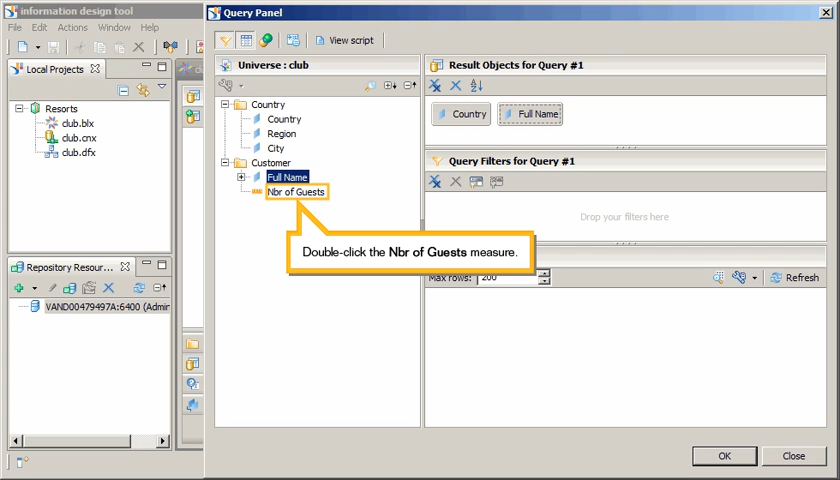 information design tool
File Edit Actions Window Help
Local Projects
Resorts
club.blx
club.cnx
club.dfx
Repository Resour...
VAND00479497A:6400 (Admin
Query Panel
View script
Universe : club
Country
Country
Region
City
Customer
Full Name
Nbr of Guests
Double-click the Nbr of Guests measure.
Result Objects for Query #1
Country Full Name
Query Filters for Query #1
Drop your filters here
Max rows: 200 Refresh
OK Close